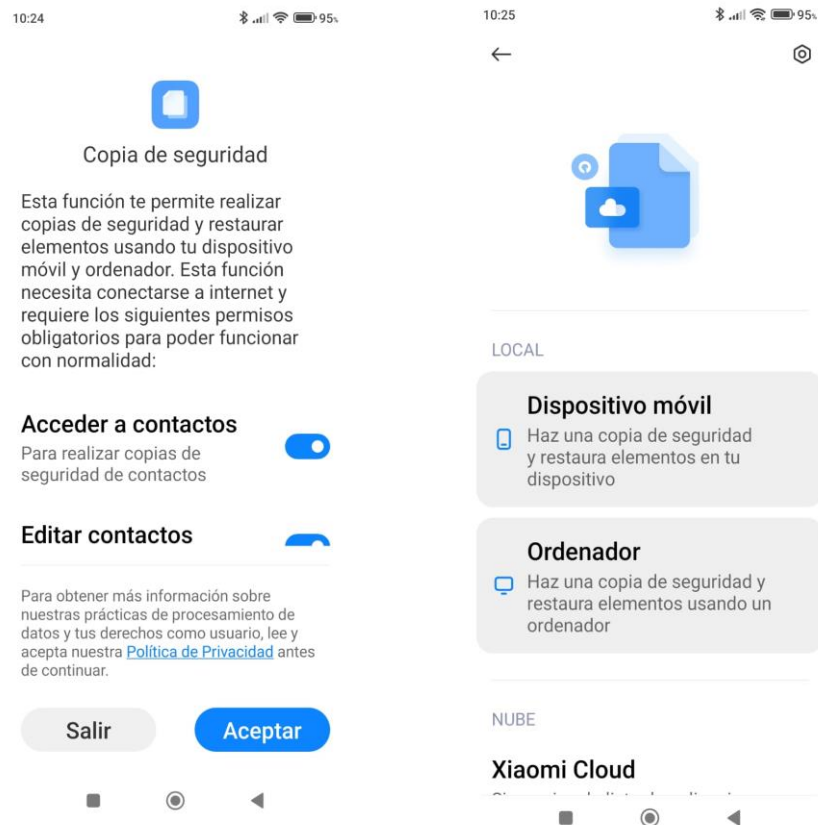 10:24
95%
Copia de seguridad
Esta función te permite realizar
copias de seguridad y restaurar
elementos usando tu dispositivo
móvil y ordenador. Esta función
necesita conectarse a internet y
requiere los siguientes permisos
obligatorios para poder funcionar
con normalidad:
Acceder a contactos
Para realizar copias de
seguridad de contactos
Editar contactos
Para obtener más información sobre
nuestras prácticas de procesamiento de
datos y tus derechos como usuario, lee y
acepta nuestra Política de Privacidad antes
de continuar.
Salir
Aceptar
10:25
95%
LOCAL
Dispositivo móvil
Haz una copia de seguridad
y restaura elementos en tu
dispositivo
Ordenador
Haz una copia de seguridad y
restaura elementos usando un
ordenador
NUBE
Xiaomi Cloud